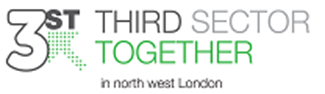 3ST THIRD SECTOR
TOGETHER
in north west London